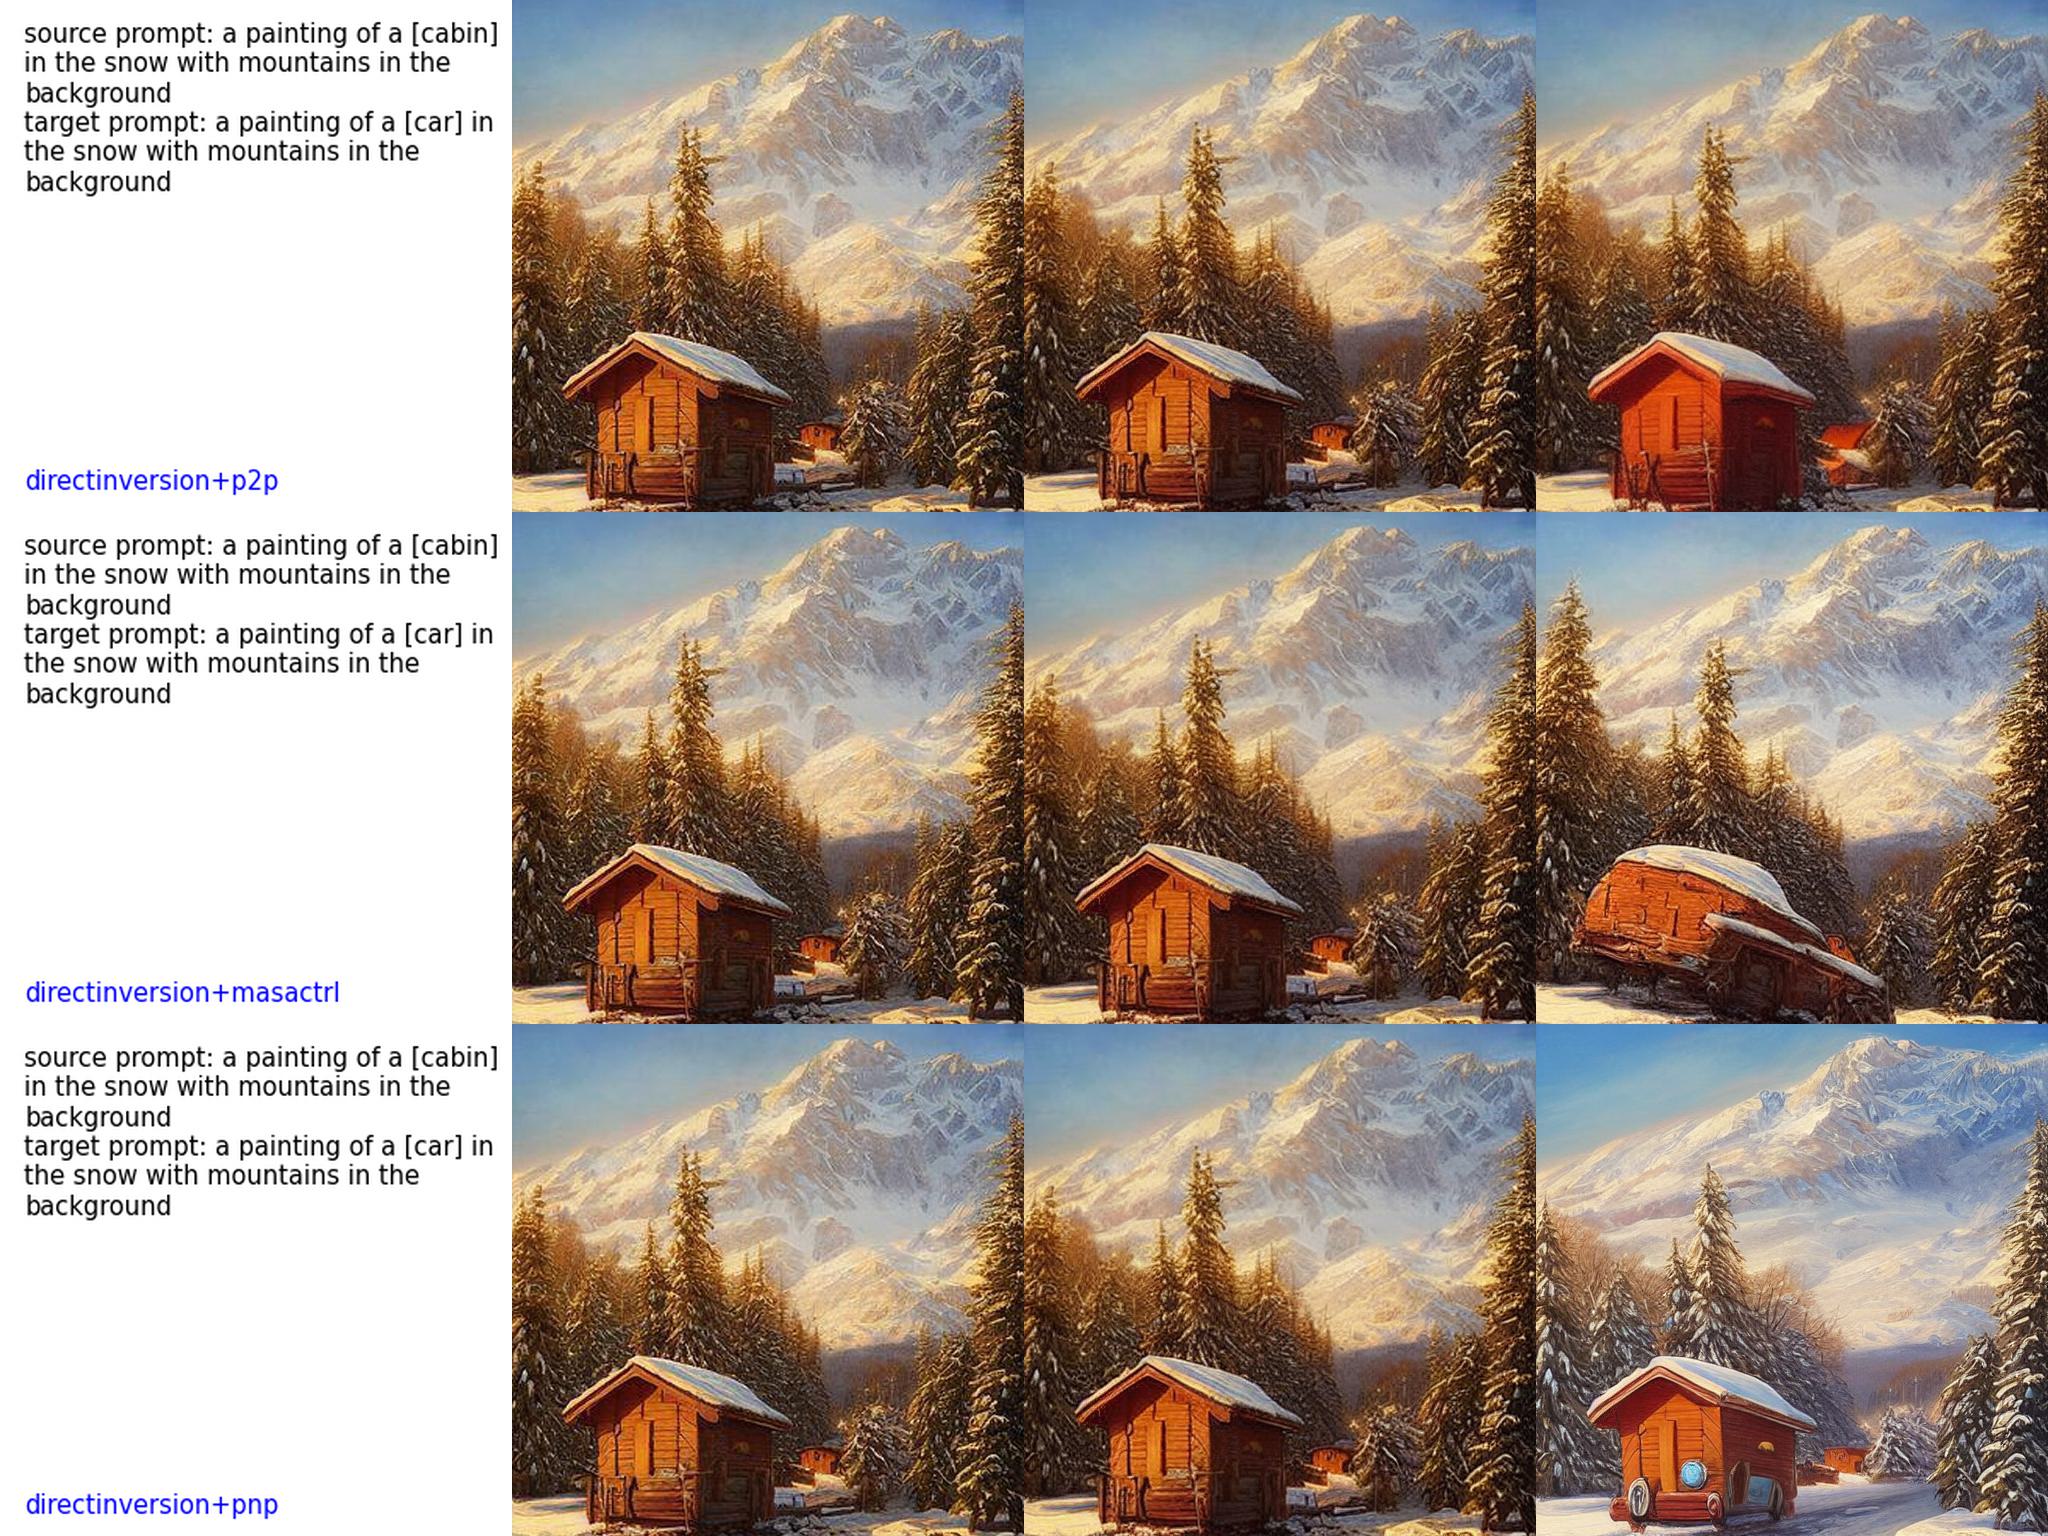 source prompt: a painting of a [cabin]
in the snow with mountains in the
background
target prompt: a painting of a [car] in
the snow with mountains in the
background
directinversion+p2p
source prompt: a painting of a [cabin]
in the snow with mountains in the
background
target prompt: a painting of a [car] in
the snow with mountains in the
background
directinversion+masactrl
source prompt: a painting of a [cabin]
in the snow with mountains in the
background
target prompt: a painting of a [car] in
the snow with mountains in the
background
directinversion+pnp